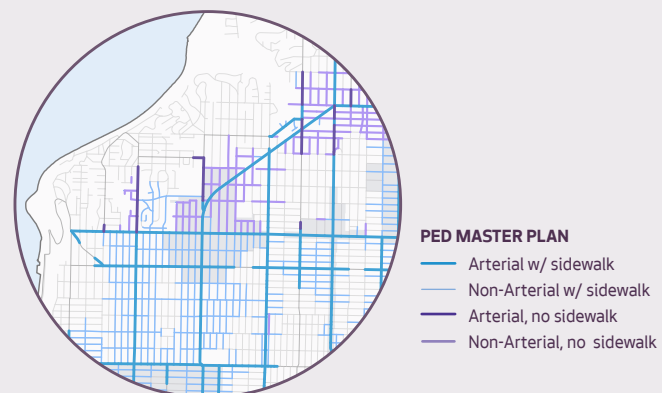 PED MASTER PLAN
Arterial w/ sidewalk
Non-Arterial w/ sidewalk
Arterial, no sidewalk
Non-Arterial, no sidewalk